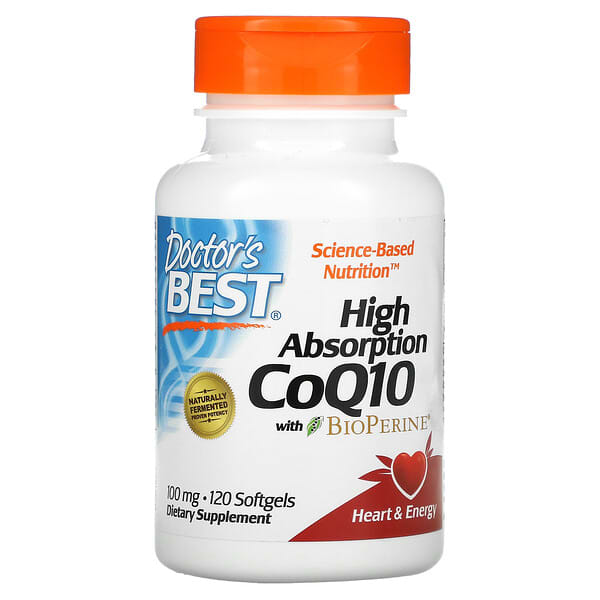 Doctor's
BEST®
Science-Based
Nutrition™
High
Absorption
CoQ10
with BioPerine®
NATURALLY
FERMENTED
PROVEN POTENCY
100 mg • 120 Softgels
Dietary Supplement
Heart & Energy